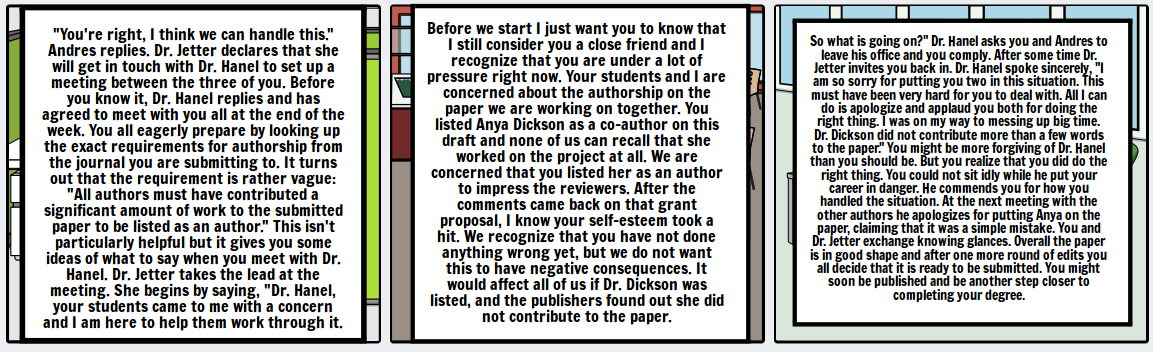 "You're right, I think we can handle this."
Andres replies. Dr. Jetter declares that she
will get in touch with Dr. Hanel to set up a
meeting between the three of you. Before
you know it, Dr. Hanel replies and has
agreed to meet with you all at the end of the
week. You all eagerly prepare by looking up
the exact requirements for authorship from
the journal you are submitting to. It turns
out that the requirement is rather vague:
"All authors must have contributed a
significant amount of work to the submitted
paper to be listed as an author." This isn't
particularly helpful but it gives you some
ideas of what to say when you meet with Dr.
Hanel. Dr. Jetter takes the lead at the
meeting. She begins by saying, "Dr. Hanel,
your students came to me with a concern
and I am here to help them work through it.
Before we start I just want you to know that
I still consider you a close friend and I
recognize that you are under a lot of
pressure right now. Your students and I are
concerned about the authorship on the
paper we are working on together. You
listed Anya Dickson as a co-author on this
draft and none of us can recall that she
worked on the project at all. We are
concerned that you listed her as an author
to impress the reviewers. After the
comments came back on that grant
proposal, I know your self-esteem took a
hit. We recognize that you have not done
anything wrong yet, but we do not want
this to have negative consequences. It
would affect all of us if Dr. Dickson was
listed, and the publishers found out she did
not contribute to the paper.
So what is going on?" Dr. Hanel asks you and Andres to
leave his office and you comply. After some time Dr.
Jetter invites you back in. Dr. Hanel spoke sincerely, "I
am so sorry for putting you two in this situation. This
must have been very hard for you to deal with. All I can
do is apologize and applaud you both for doing the
right thing. I was on my way to messing up big time.
Dr. Dickson did not contribute more than a few words
to the paper." You might be more forgiving of Dr. Hanel
than you should be. But you realize that you did do the
right thing. You could not sit idly while he put your
career in danger. He commends you for how you
handled the situation. At the next meeting with the
other authors he apologizes for putting Anya on the
paper, claiming that it was a simple mistake. You and
Dr. Jetter exchange knowing glances. Overall the paper
is in good shape and after one more round of edits you
all decide that it is ready to be submitted. You might
soon be published and be another step closer to
completing your degree.